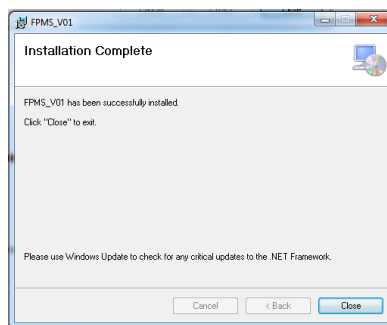 FPMS_V01
Installation Complete
FPMS_V01 has been successfully installed.
Click "Close" to exit.
Please use Windows Update to check for any critical updates to the .NET Framework.
Cancel
< Back
Close